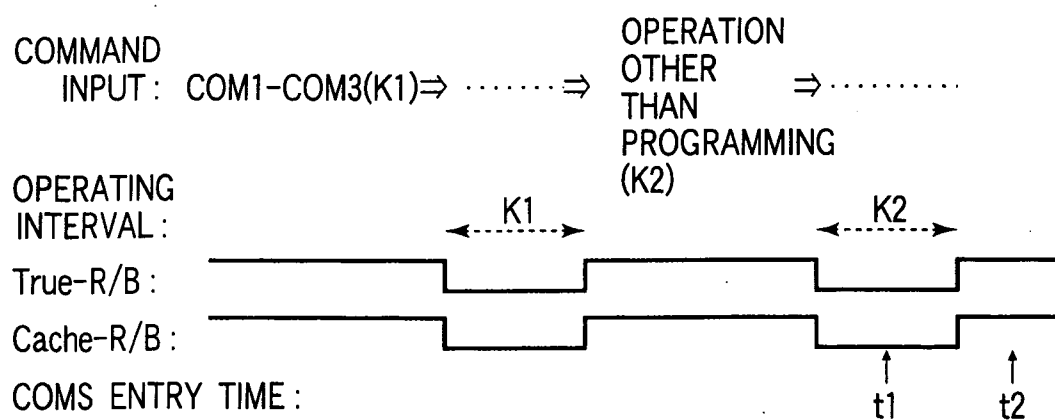 COMMAND
INPUT : COM1-COM3(K1)⇒ ········⇒
OPERATION
OTHER
THAN
PROGRAMMING
(K2)
⇒ ·········
OPERATING
INTERVAL :
K1
K2
True-R/B :
Cache-R/B :
COMS ENTRY TIME :
t1
t2